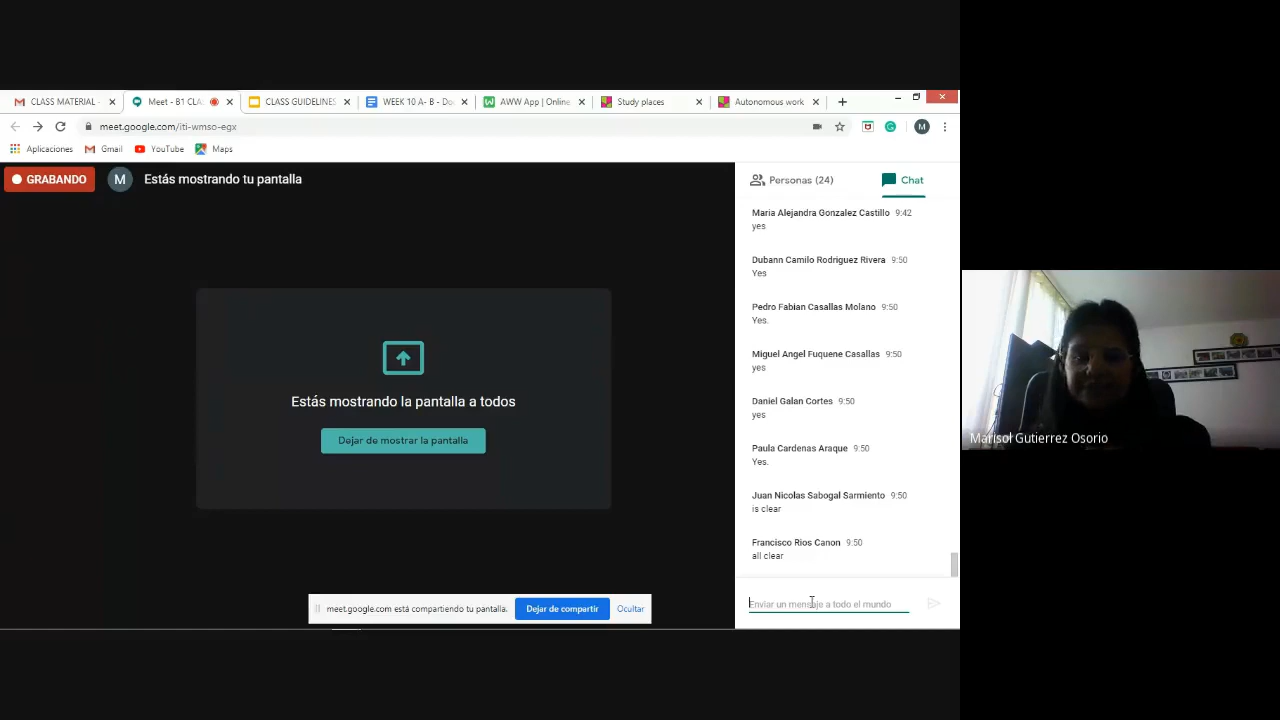 CLASS MATERIAL -
Meet - B1 CLA
CLASS GUIDELINES
WEEK 10 A- B - Do
AWW App | Online
Study places
Autonomous work
meet.google.com/iti-wmso-egx
M
Aplicaciones
Gmail
YouTube
Maps
GRABANDO
M
Estás mostrando tu pantalla
Personas (24)
Chat
Maria Alejandra Gonzalez Castillo 9:42
yes
Dubann Camilo Rodriguez Rivera 9:50
Yes
Pedro Fabian Casallas Molano 9:50
Yes.
Miguel Angel Fuquene Casallas 9:50
yes
Daniel Galan Cortes 9:50
yes
Paula Cardenas Araque 9:50
Yes.
Juan Nicolas Sabogal Sarmiento 9:50
is clear
Francisco Rios Canon 9:50
all clear
Enviar un mensaje a todo el mundo
Estás mostrando la pantalla a todos
Dejar de mostrar la pantalla
meet.google.com está compartiendo tu pantalla.
Dejar de compartir
Ocultar
Marisol Gutierrez Osorio